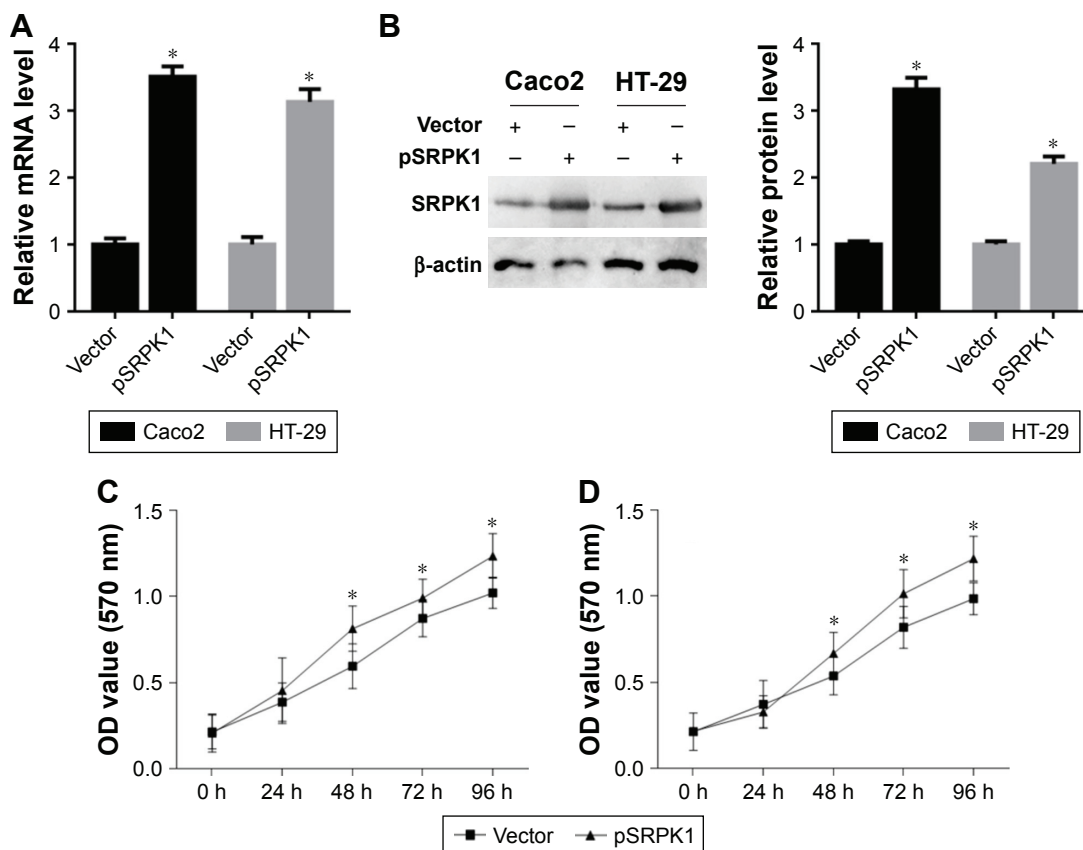 A
Relative mRNA level
4
3
2
1
0
*
*
Vector
pSRPK1
Vector
pSRPK1
Caco2
HT-29
B
Caco2
HT-29
Vector + – + –
pSRPK1 – + – +
SRPK1
β-actin
Relative protein level
4
3
2
1
0
*
*
Vector
pSRPK1
Vector
pSRPK1
Caco2
HT-29
C
OD value (570 nm)
1.5
1.0
0.5
0.0
*
*
*
0 h 24 h 48 h 72 h 96 h
D
OD value (570 nm)
1.5
1.0
0.5
0.0
*
*
*
0 h 24 h 48 h 72 h 96 h
Vector
pSRPK1